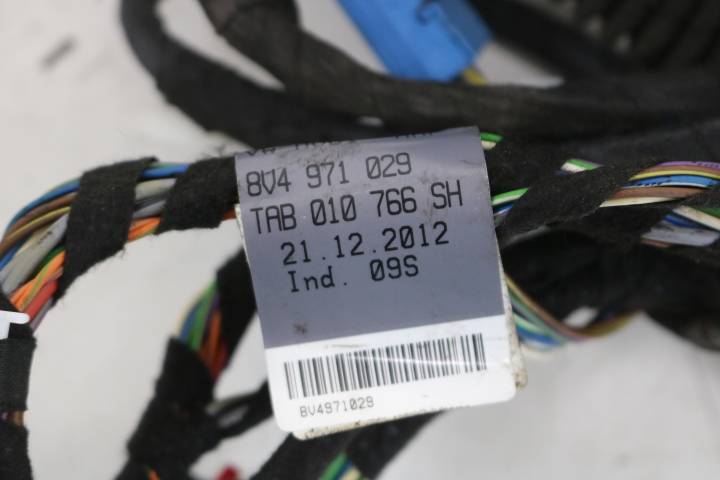 8V4 971 029
TAB 010 766 SH
21.12.2012
Ind. 09S
8V4971029